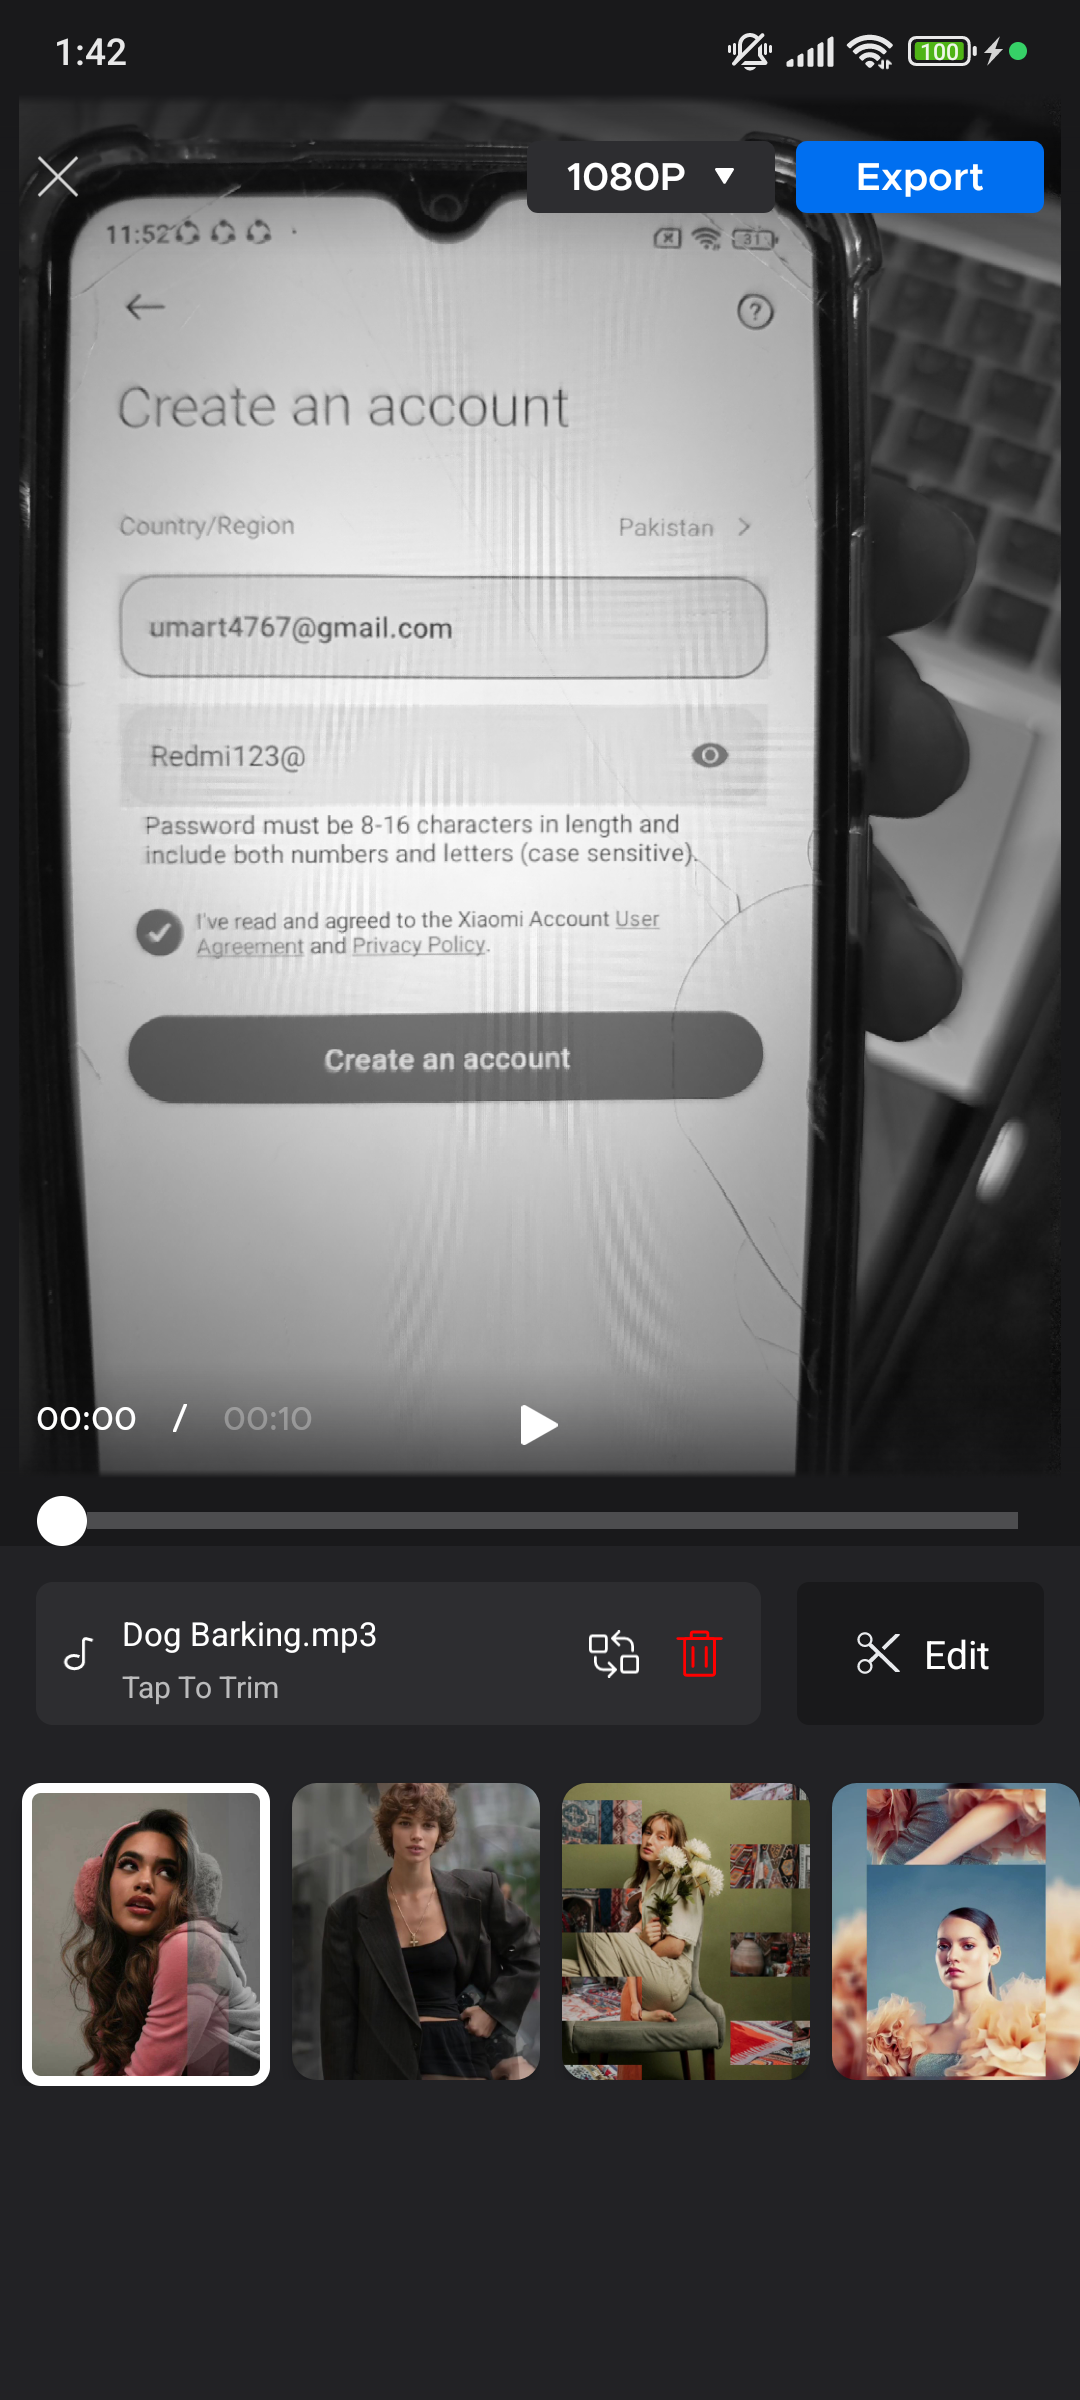 1:42
100
1080P
Export
11:52
31
Create an account
Country/Region
Pakistan
umart4767@gmail.com
Redmi123@
Password must be 8-16 characters in length and
include both numbers and letters (case sensitive).
I've read and agreed to the Xiaomi Account User
Agreement and Privacy Policy.
Create an account
00:00 / 00:10
Dog Barking.mp3
Tap To Trim
Edit